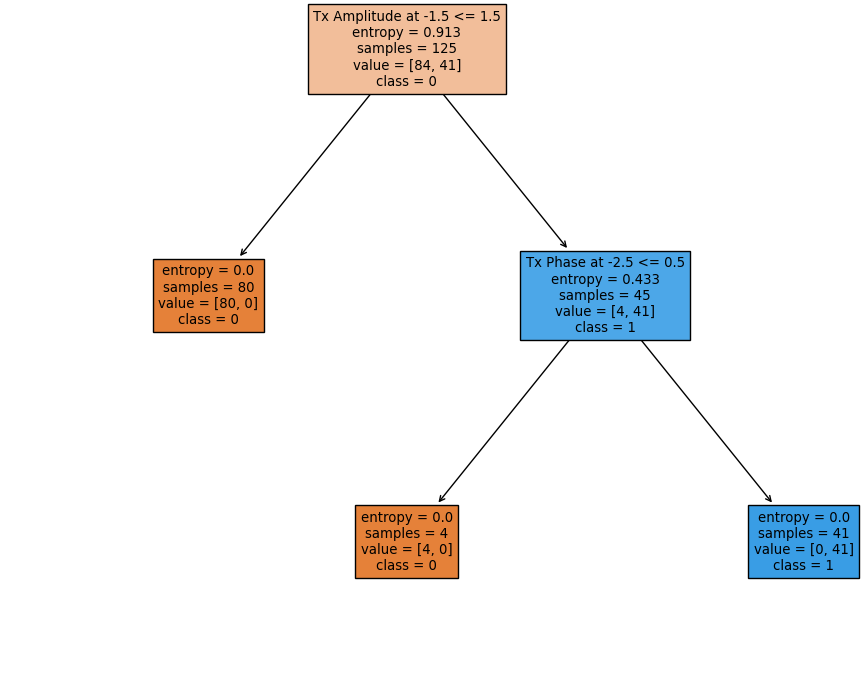 Tx Amplitude at -1.5 <= 1.5
entropy = 0.913
samples = 125
value = [84, 41]
class = 0
entropy = 0.0
samples = 80
value = [80, 0]
class = 0
Tx Phase at -2.5 <= 0.5
entropy = 0.433
samples = 45
value = [4, 41]
class = 1
entropy = 0.0
samples = 4
value = [4, 0]
class = 0
entropy = 0.0
samples = 41
value = [0, 41]
class = 1